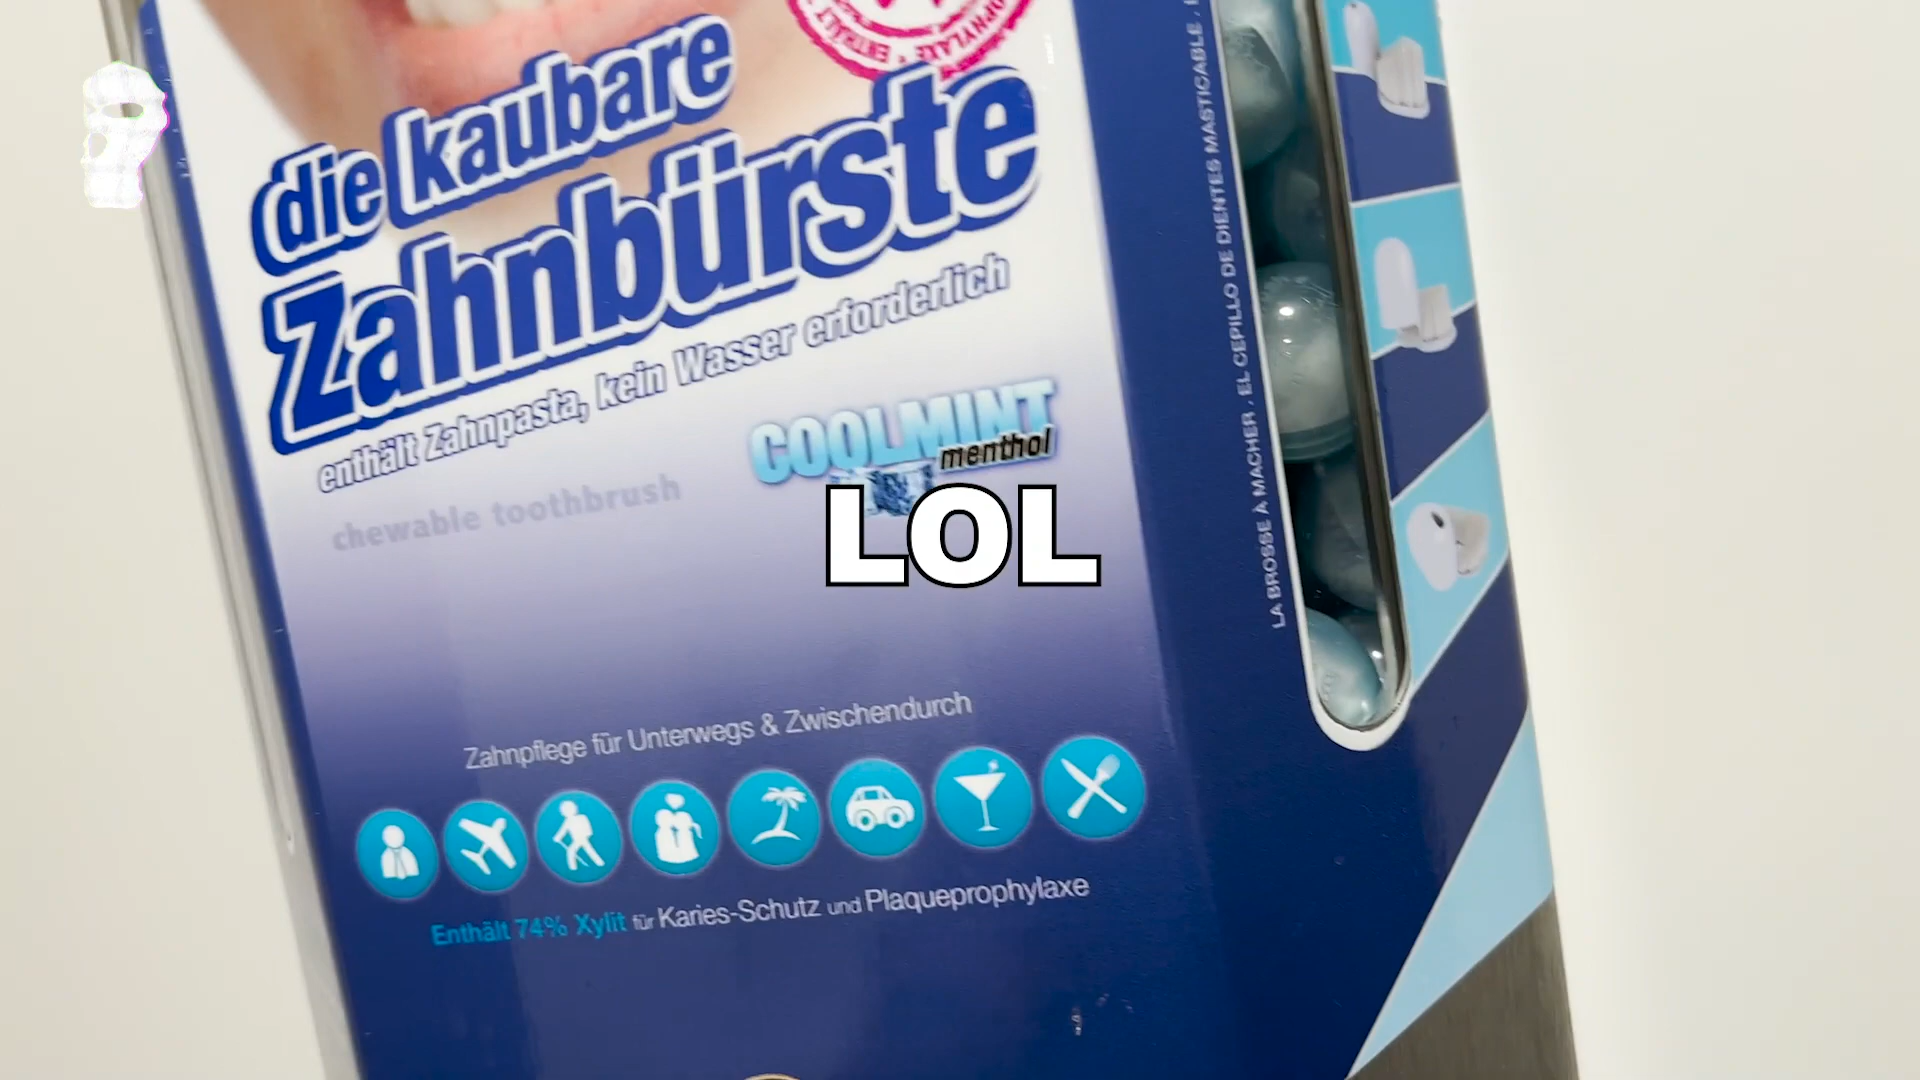 die kaubare
Zahnbürste
enthält Zahnpasta, kein Wasser erforderlich
chewable toothbrush
COOLMINT
menthol
LOL
Zahnpflege für Unterwegs & Zwischendurch
Enthält 74% Xylit für Karies-Schutz und Plaqueprophylaxe
LA BROSSE À MACHER , EL CEPILLO DE DIENTES MASTICABLE ,